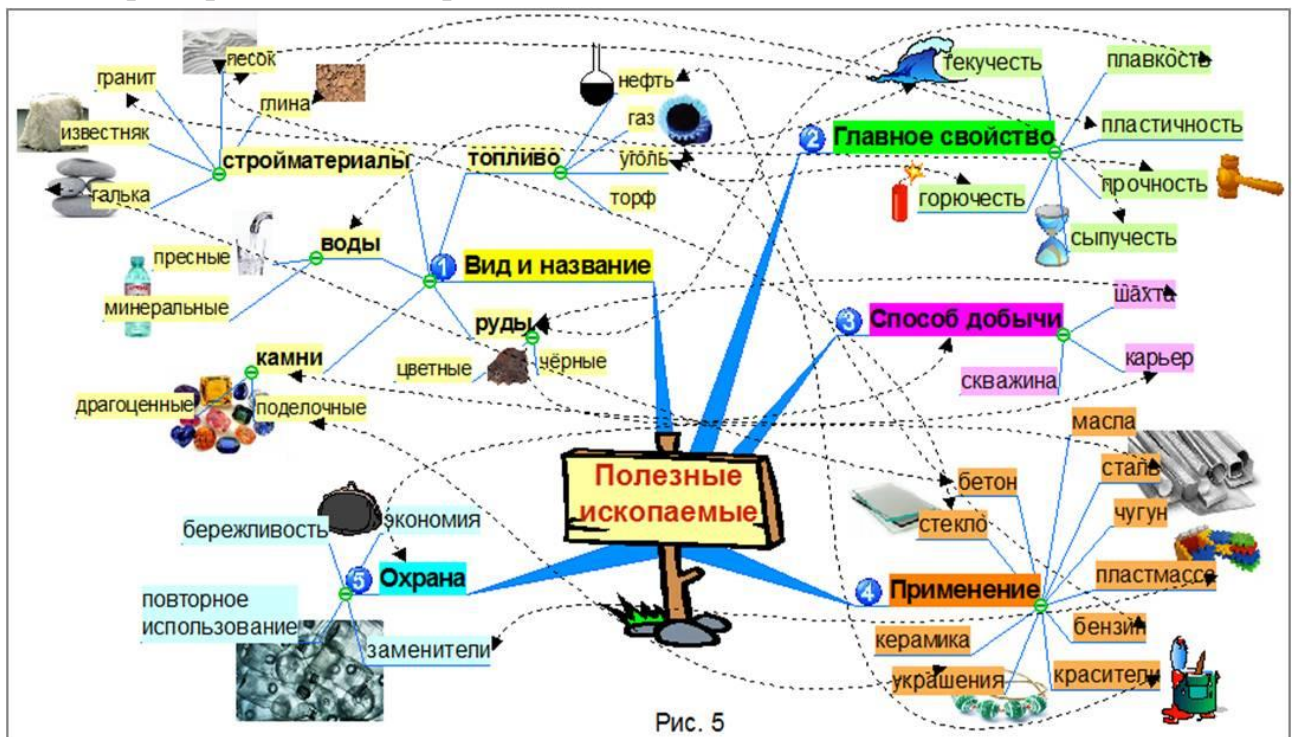 Полезные
ископаемые
1
Вид и название
стройматериалы
гранит
песок
глина
известняк
галька
топливо
нефть
газ
уголь
торф
воды
пресные
минеральные
руды
цветные
чёрные
камни
драгоценные
поделочные
2
Главное свойство
текучесть
плавкость
пластичность
прочность
сыпучесть
горючесть
3
Способ добычи
шахта
карьер
скважина
4
Применение
масла
сталь
чугун
пластмасса
бензин
красители
украшения
керамика
стекло
бетон
5
Охрана
экономия
бережливость
повторное
использование
заменители
Рис. 5